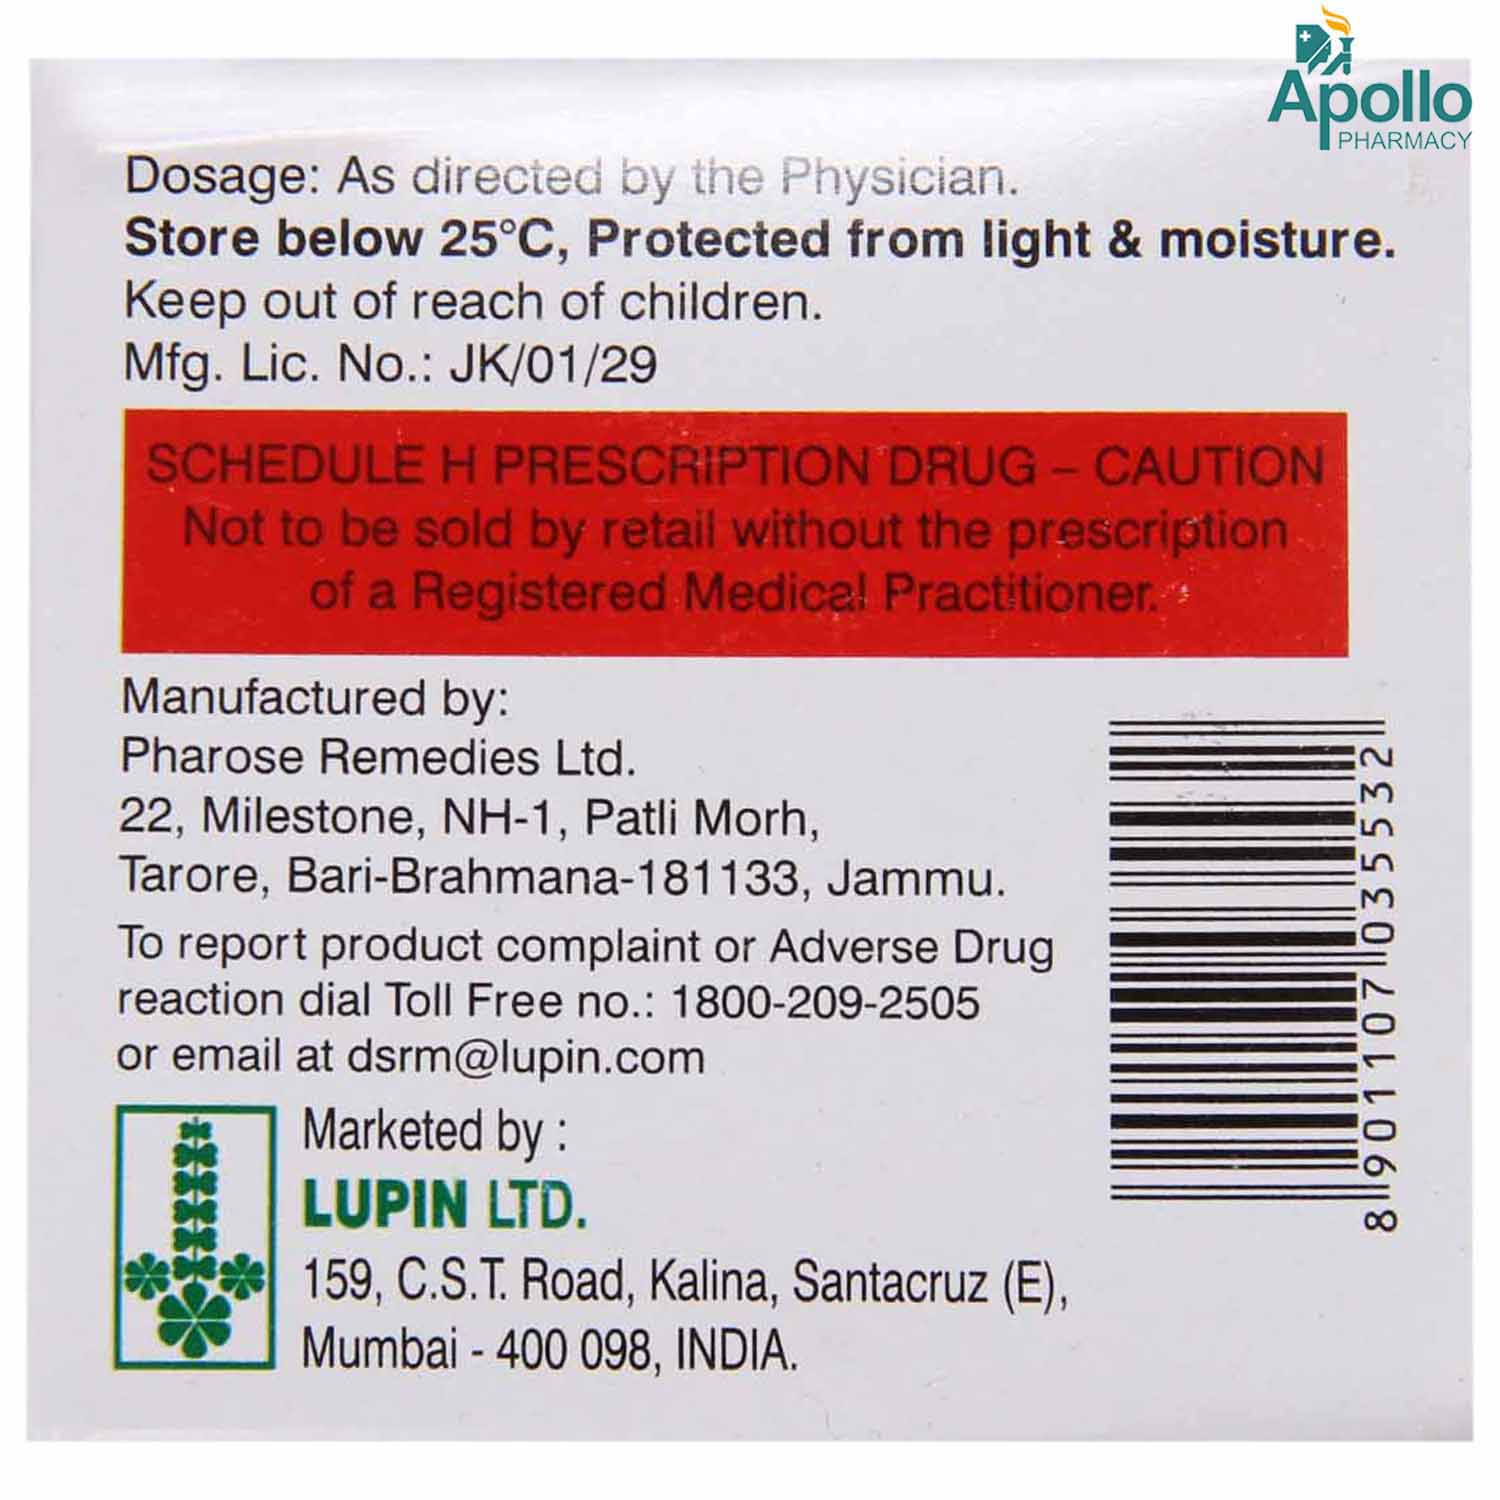 Apollo
PHARMACY
Dosage: As directed by the Physician.
Store below 25°C, Protected from light & moisture.
Keep out of reach of children.
Mfg. Lic. No.: JK/01/29
SCHEDULE H PRESCRIPTION DRUG – CAUTION
Not to be sold by retail without the prescription
of a Registered Medical Practitioner.
Manufactured by:
Pharose Remedies Ltd.
22, Milestone, NH-1, Patli Morh,
Tarore, Bari-Brahmana-181133, Jammu.
To report product complaint or Adverse Drug
reaction dial Toll Free no.: 1800-209-2505
or email at dsrm@lupin.com
Marketed by :
LUPIN LTD.
159, C.S.T. Road, Kalina, Santacruz (E),
Mumbai - 400 098, INDIA.
8 901107 035532